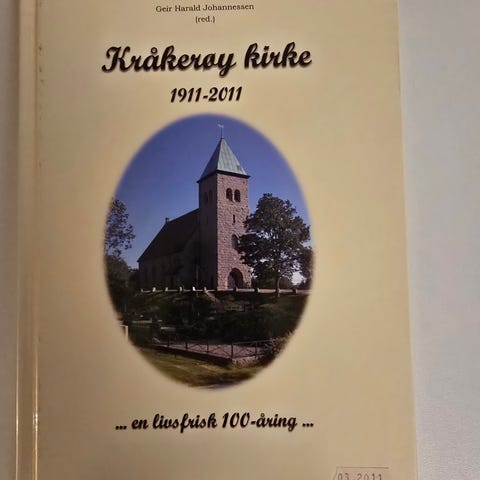 Geir Harald Johannessen
(red.)
Kråkerøy kirke
1911-2011
... en livsfrisk 100-åring ...
03.2011